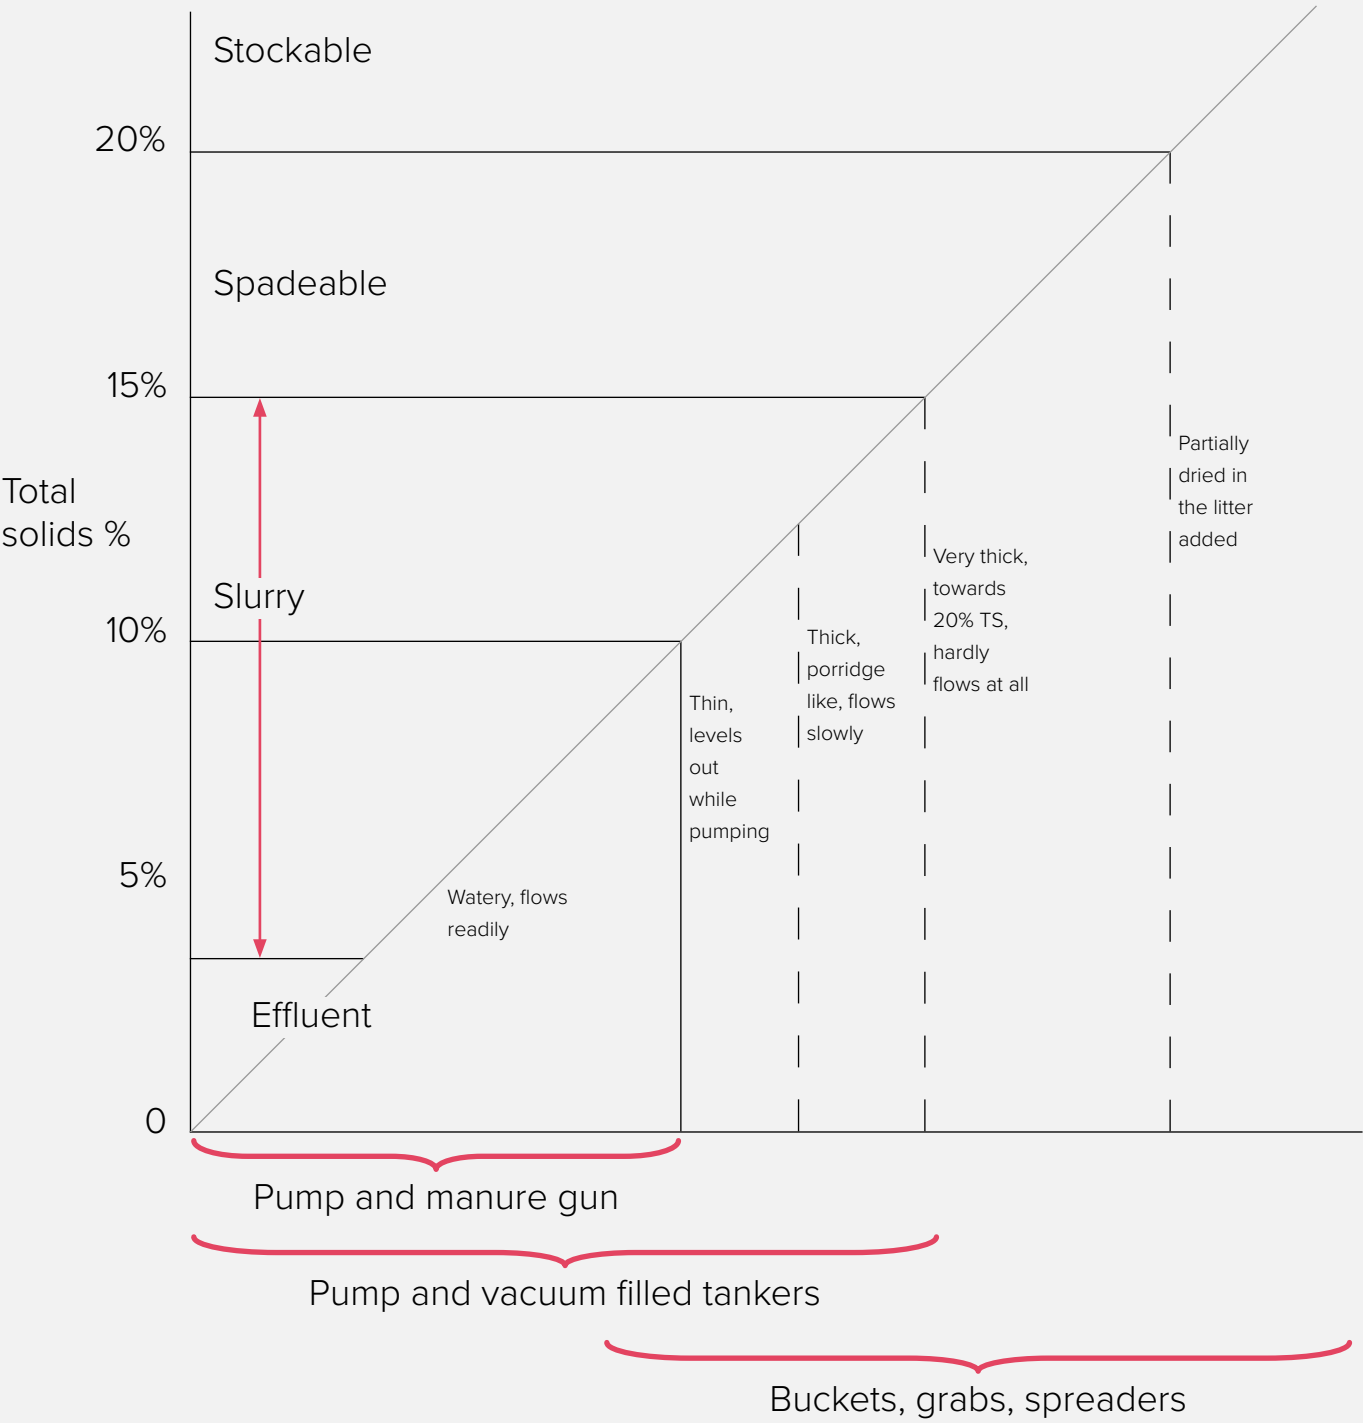 Stockable
20%
Spadeable
15%
Total
solids %
Slurry
10%
5%
Effluent
0
Watery, flows
readily
Thin,
levels
out
while
pumping
Thick,
porridge
like, flows
slowly
Very thick,
towards
20% TS,
hardly
flows at all
Partially
dried in
the litter
added
Pump and manure gun
Pump and vacuum filled tankers
Buckets, grabs, spreaders